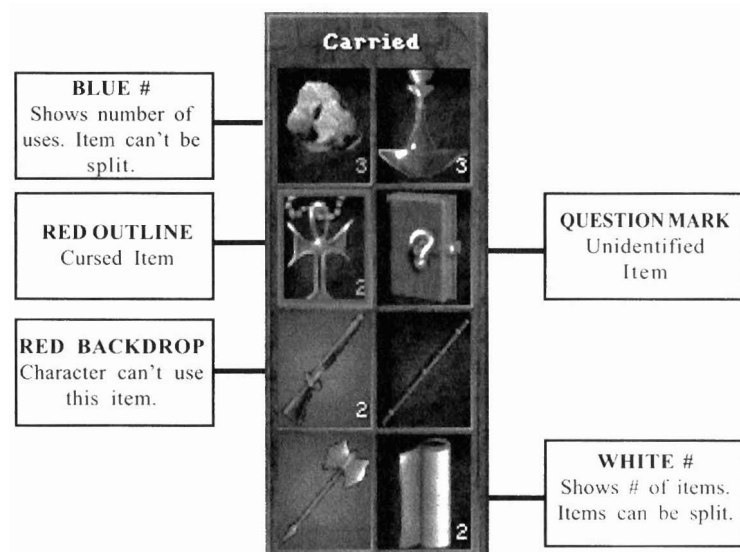 Carried
BLUE #
Shows number of
uses. Item can't be
split.
3
3
RED OUTLINE
Cursed Item
2
?
QUESTION MARK
Unidentified
Item
RED BACKDROP
Character can't use
this item.
2
2
WHITE #
Shows # of items.
Items can be split.